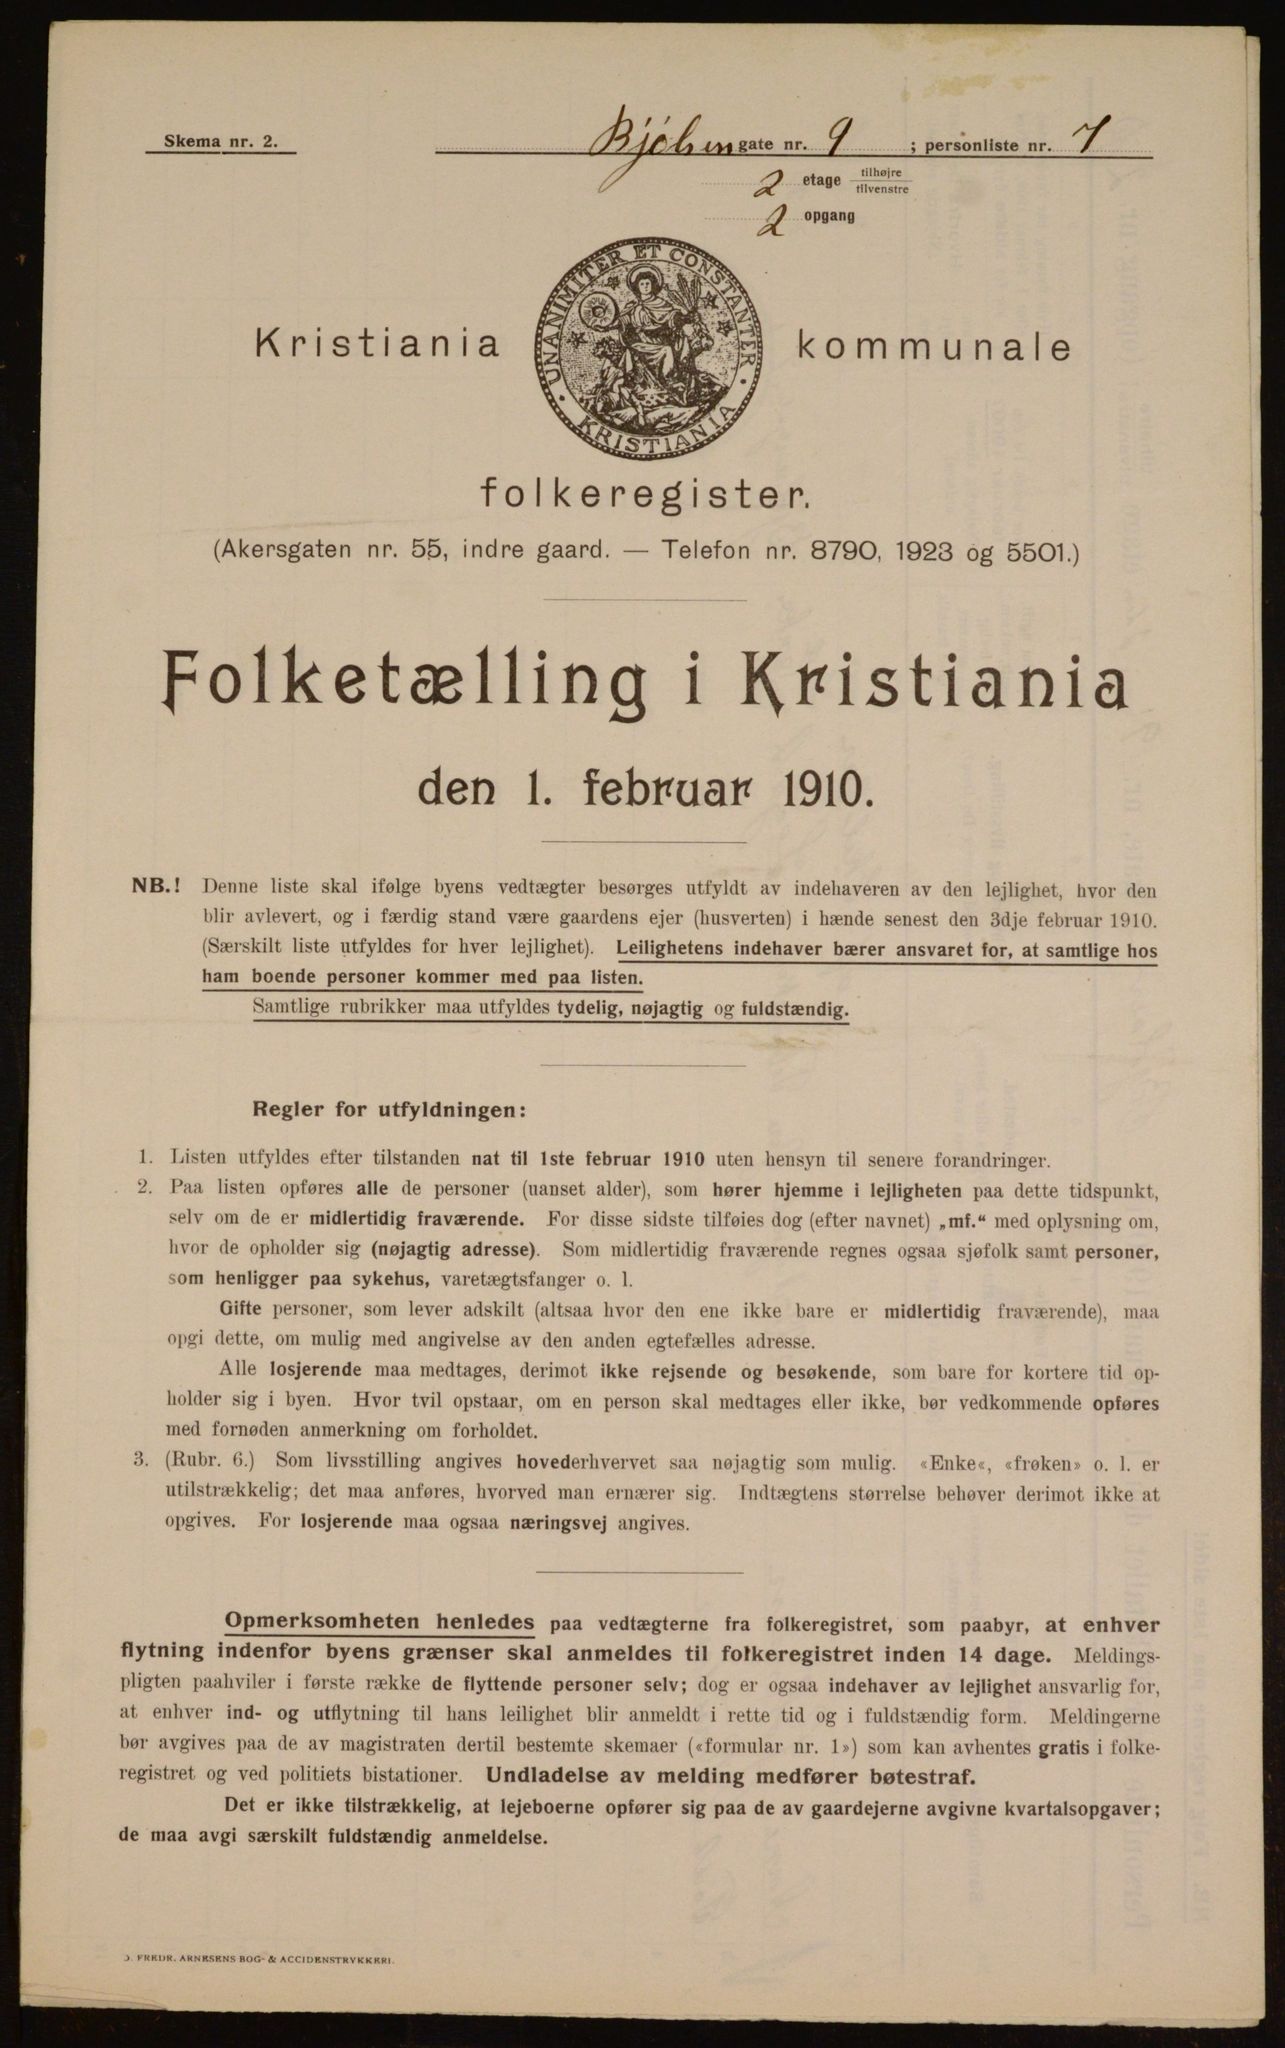 Skema nr. 2.
Bjølsengate nr. 9 ; personliste nr. 7
2 etage tilhøjre tilvenstre
2 opgang
UNANIMITER ET CONSTANTER
KRISTIANIA
Kristiania kommunale
folkeregister.
(Akersgaten nr. 55, indre gaard. — Telefon nr. 8790, 1923 og 5501.)
Folketælling i Kristiania
den 1. februar 1910.
NB.! Denne liste skal ifølge byens vedtægter besørges utfyldt av indehaveren av den lejlighet, hvor den
blir avlevert, og i færdig stand være gaardens ejer (husverten) i hænde senest den 3dje februar 1910.
(Særskilt liste utfyldes for hver lejlighet). Leilighetens indehaver bærer ansvaret for, at samtlige hos
ham boende personer kommer med paa listen.
Samtlige rubrikker maa utfyldes tydelig, nøjagtig og fuldstændig.
Regler for utfyldningen:
1. Listen utfyldes efter tilstanden nat til 1ste februar 1910 uten hensyn til senere forandringer.
2. Paa listen opføres alle de personer (uanset alder), som hører hjemme i lejligheten paa dette tidspunkt,
selv om de er midlertidig fraværende. For disse sidste tilføies dog (efter navnet) „mf.“ med oplysning om,
hvor de opholder sig (nøjagtig adresse). Som midlertidig fraværende regnes ogsaa sjøfolk samt personer,
som henligger paa sykehus, varetægtsfanger o. l.
Gifte personer, som lever adskilt (altsaa hvor den ene ikke bare er midlertidig fraværende), maa
opgi dette, om mulig med angivelse av den anden egtefælles adresse.
Alle losjerende maa medtages, derimot ikke rejsende og besøkende, som bare for kortere tid op-
holder sig i byen. Hvor tvil opstaar, om en person skal medtages eller ikke, bør vedkommende opføres
med fornøden anmerkning om forholdet.
3. (Rubr. 6.) Som livsstilling angives hovederhvervet saa nøjagtig som mulig. «Enke«, «frøken» o. l. er
utilstrækkelig; det maa anføres, hvorved man ernærer sig. Indtægtens størrelse behøver derimot ikke at
opgives. For losjerende maa ogsaa næringsvej angives.
Opmerksomheten henledes paa vedtægterne fra folkeregistret, som paabyr, at enhver
flytning indenfor byens grænser skal anmeldes til folkeregistret inden 14 dage. Meldings-
pligten paahviler i første række de flyttende personer selv; dog er ogsaa indehaver av lejlighet ansvarlig for,
at enhver ind- og utflytning til hans leilighet blir anmeldt i rette tid og i fuldstændig form. Meldingerne
bør avgives paa de av magistraten dertil bestemte skemaer («formular nr. 1») som kan avhentes gratis i folke-
registret og ved politiets bistationer. Undladelse av melding medfører bøtestraf.
Det er ikke tilstrækkelig, at lejeboerne opfører sig paa de av gaardejerne avgivne kvartalsopgaver;
de maa avgi særskilt fuldstændig anmeldelse.
O. FREDR. ARNESENS BOG- & ACCIDENSTRYKKERI.